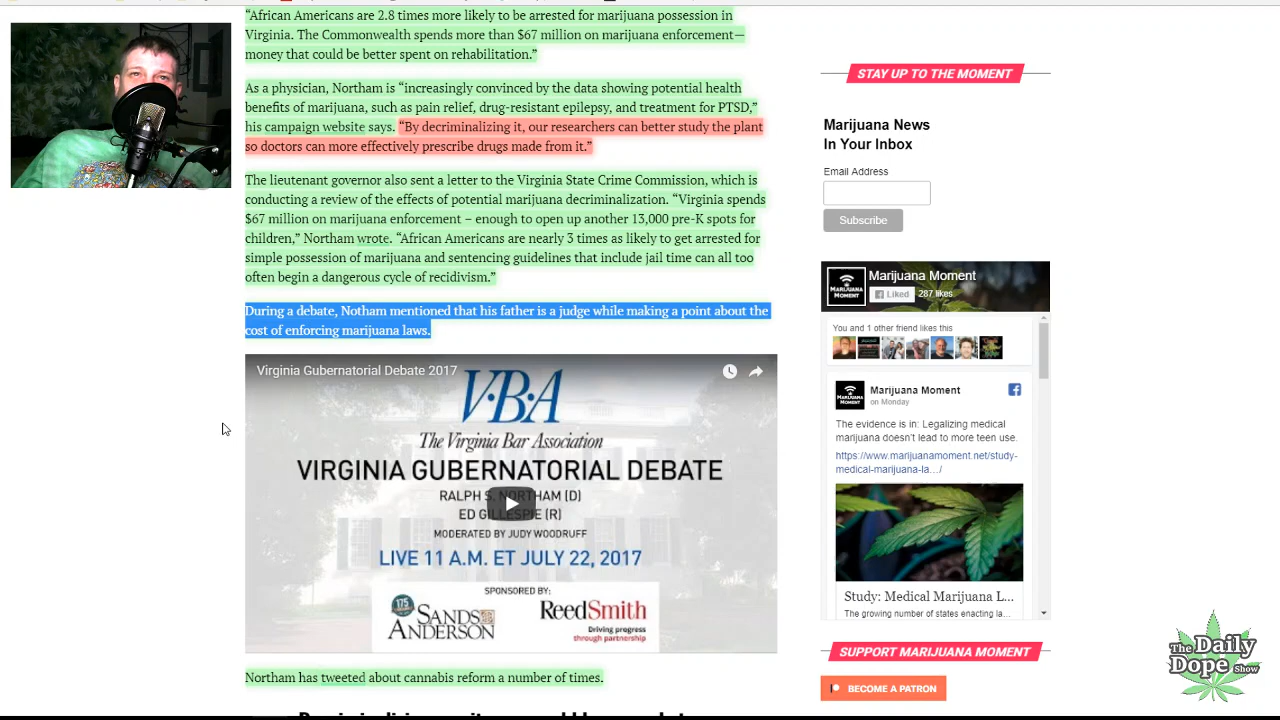 “African Americans are 2.8 times more likely to be arrested for marijuana possession in
Virginia. The Commonwealth spends more than $67 million on marijuana enforcement—
money that could be better spent on rehabilitation.”
As a physician, Northam is “increasingly convinced by the data showing potential health
benefits of marijuana, such as pain relief, drug-resistant epilepsy, and treatment for PTSD,”
his campaign website says. “By decriminalizing it, our researchers can better study the plant
so doctors can more effectively prescribe drugs made from it.”
The lieutenant governor also sent a letter to the Virginia State Crime Commission, which is
conducting a review of the effects of potential marijuana decriminalization. “Virginia spends
$67 million on marijuana enforcement – enough to open up another 13,000 pre-K spots for
children,” Northam wrote. “African Americans are nearly 3 times as likely to get arrested for
simple possession of marijuana and sentencing guidelines that include jail time can all too
often begin a dangerous cycle of recidivism.”
During a debate, Notham mentioned that his father is a judge while making a point about the
cost of enforcing marijuana laws.
Virginia Gubernatorial Debate 2017
V·B·A
The Virginia Bar Association
VIRGINIA GUBERNATORIAL DEBATE
RALPH S. NORTHAM (D)
ED GILLESPIE (R)
MODERATED BY JUDY WOODRUFF
LIVE 11 A.M. ET JULY 22, 2017
SPONSORED BY:
175
SANDS
ANDERSON
ReedSmith
Driving progress
through partnership
Northam has tweeted about cannabis reform a number of times.
STAY UP TO THE MOMENT
Marijuana News
In Your Inbox
Email Address
Subscribe
MARIJUANA
MOMENT
Marijuana Moment
Liked
287 likes
You and 1 other friend likes this
MARIJUANA
MOMENT
Marijuana Moment
on Monday
The evidence is in: Legalizing medical
marijuana doesn't lead to more teen use.
https://www.marijuanamoment.net/study-
medical-marijuana-la…/
Study: Medical Marijuana L...
The growing number of states enacting la...
SUPPORT MARIJUANA MOMENT
BECOME A PATRON
The Daily
Dope Show